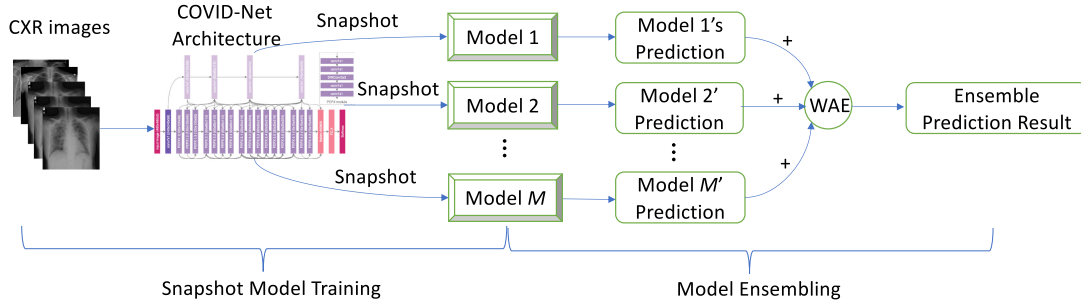 CXR images
COVID-Net
Architecture
Snapshot
Model 1
Model 1's
Prediction
+
Snapshot
Model 2
Model 2'
Prediction
+
WAE
Ensemble
Prediction Result
⋮
⋮
Snapshot
Model M
Model M'
Prediction
+
Snapshot Model Training
Model Ensembling